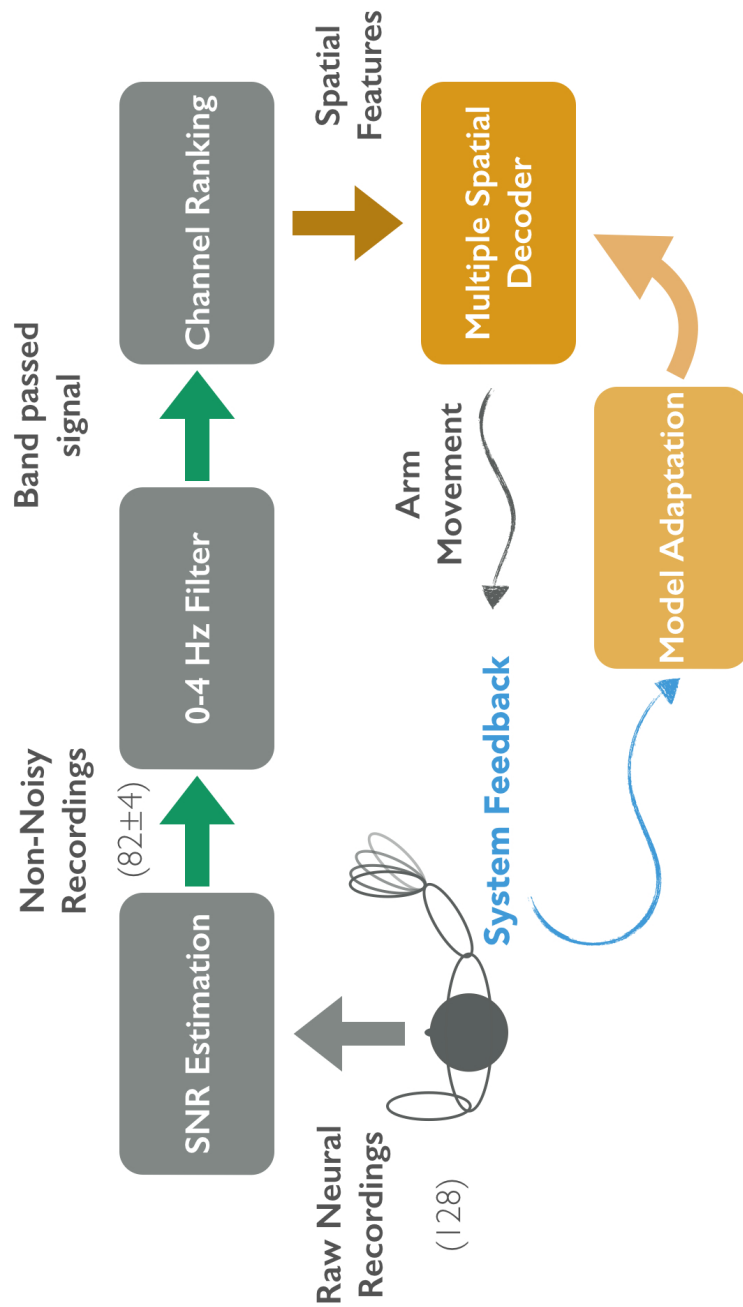 Raw Neural
Recordings
(128)
SNR Estimation
Non-Noisy
Recordings
(82±4)
0-4 Hz Filter
Band passed
signal
Channel Ranking
Spatial
Features
Multiple Spatial
Decoder
Arm
Movement
System Feedback
Model Adaptation